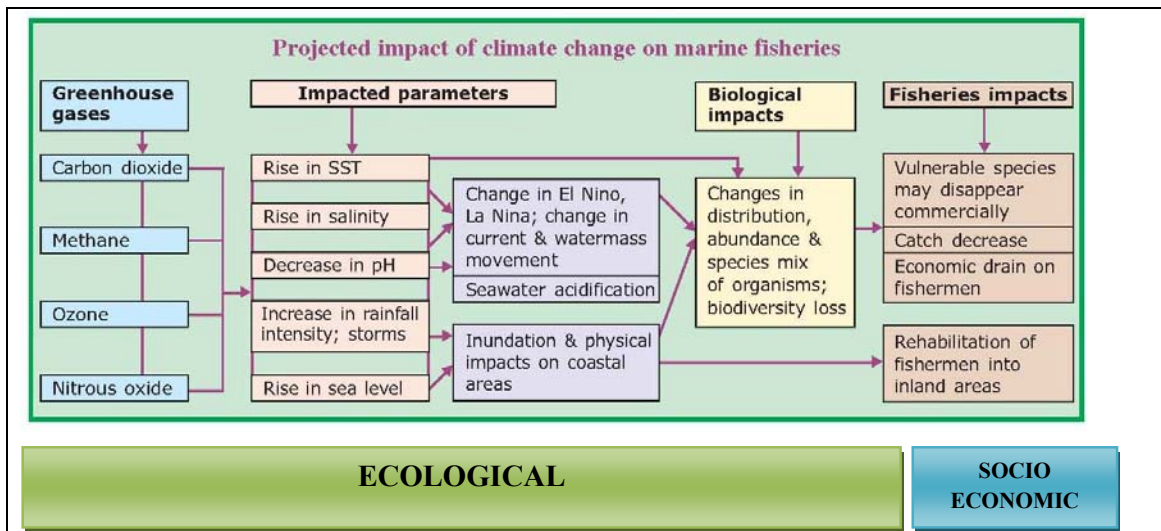 Projected impact of climate change on marine fisheries
Greenhouse
gases
Impacted parameters
Biological
impacts
Fisheries impacts
Carbon dioxide
Methane
Ozone
Nitrous oxide
Rise in SST
Rise in salinity
Decrease in pH
Increase in rainfall
intensity; storms
Rise in sea level
Change in El Nino,
La Nina; change in
current & watermass
movement
Seawater acidification
Inundation & physical
impacts on coastal
areas
Changes in
distribution,
abundance &
species mix
of organisms;
biodiversity loss
Vulnerable species
may disappear
commercially
Catch decrease
Economic drain on
fishermen
Rehabilitation of
fishermen into
inland areas
ECOLOGICAL
SOCIO
ECONOMIC